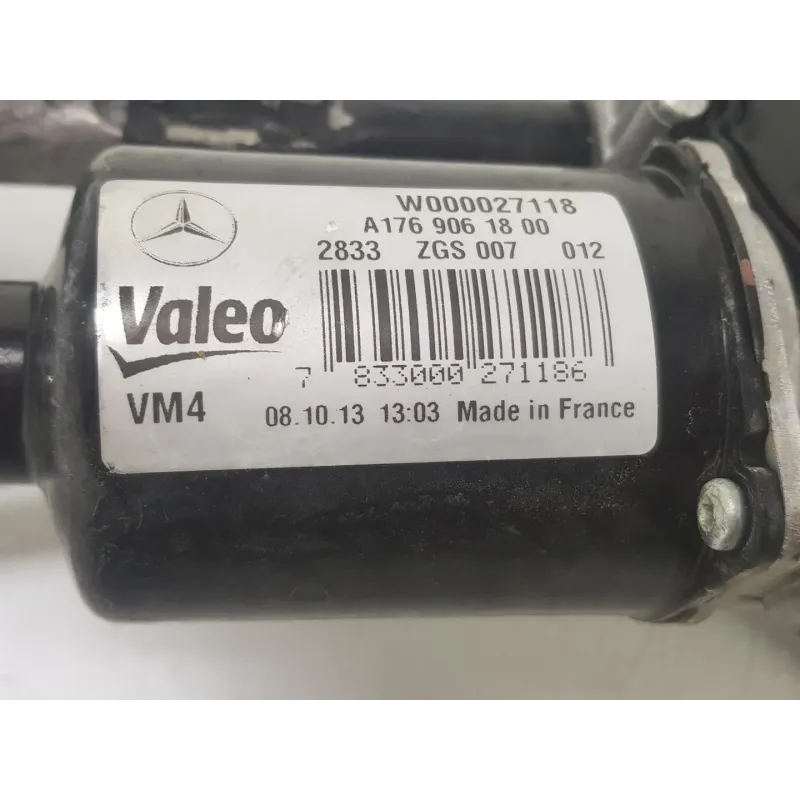 W000027118
A176 906 18 00
2833 ZGS 007 012
Valeo
7 833000 271186
VM4 08.10.13 13:03 Made in France